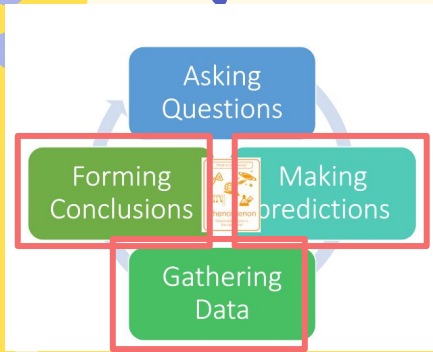 Asking
Questions
Forming
Conclusions
Making
predictions
Gathering
Data